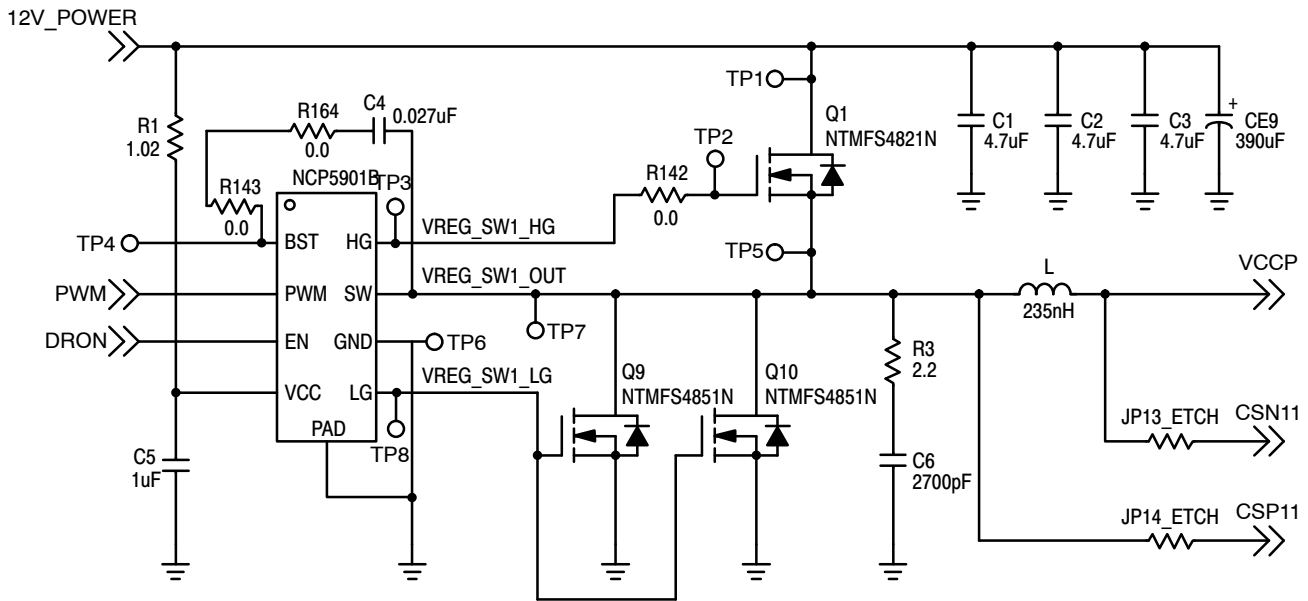 12V_POWER
TP1
R164
C4
0.027uF
Q1
R1
1.02
0.0
NTMFS4821N
C1
4.7uF
C2
4.7uF
C3
4.7uF
+
CE9
390uF
TP2
NCP5901B
TP3
R143
0.0
R142
0.0
VREG_SW1_HG
TP4
BST
HG
TP5
VREG_SW1_OUT
L
VCCP
PWM
PWM
SW
235nH
TP7
DRON
EN
GND
TP6
R3
2.2
VREG_SW1_LG
Q9
NTMFS4851N
Q10
NTMFS4851N
VCC
LG
PAD
TP8
JP13_ETCH
CSN11
C5
1uF
C6
2700pF
JP14_ETCH
CSP11